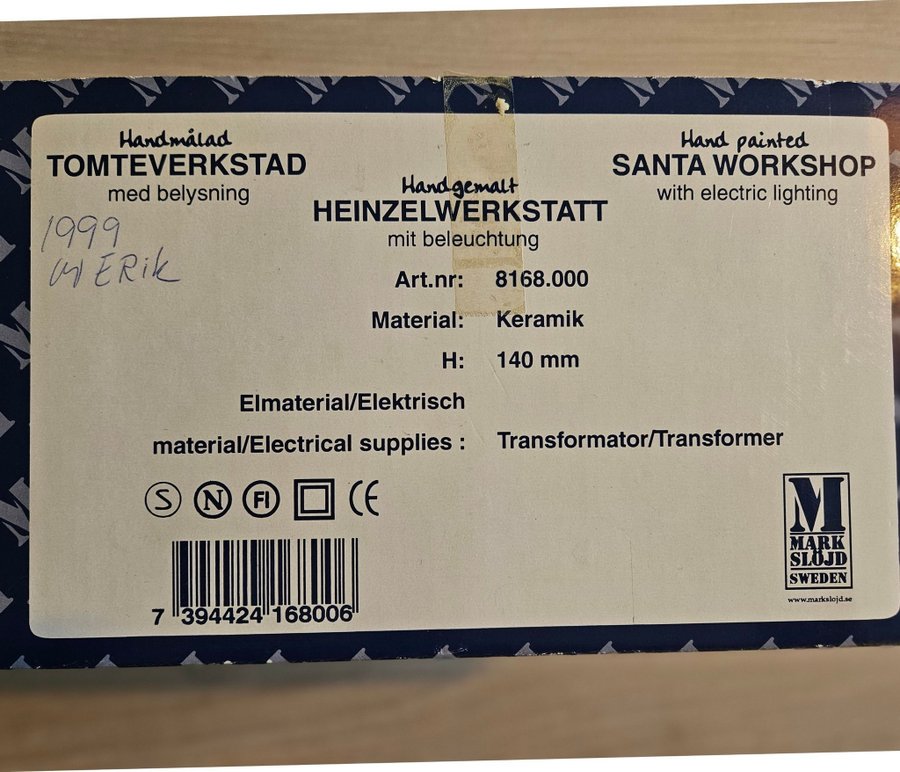 Handmålad
TOMTEVERKSTAD
med belysning
Handgemalt
HEINZELWERKSTATT
mit beleuchtung
Hand painted
SANTA WORKSHOP
with electric lighting
1999
ERik
Art.nr: 8168.000
Material: Keramik
H: 140 mm
Elmaterial/Elektrisch
material/Electrical supplies : Transformator/Transformer
S N FI CE
7 394424 168006
M
MARK
SLÖJD
SWEDEN
www.markslojd.se